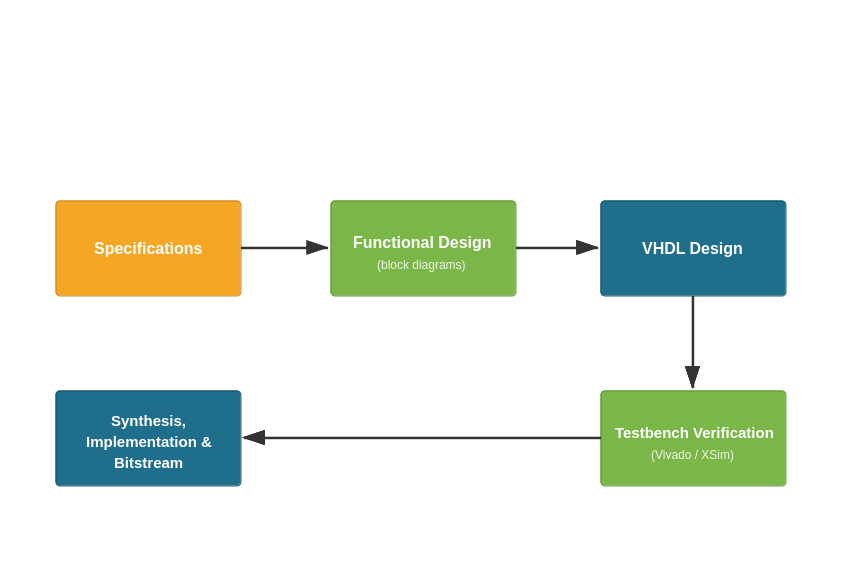 Specifications
Functional Design
(block diagrams)
VHDL Design
Synthesis,
Implementation &
Bitstream
Testbench Verification
(Vivado / XSim)